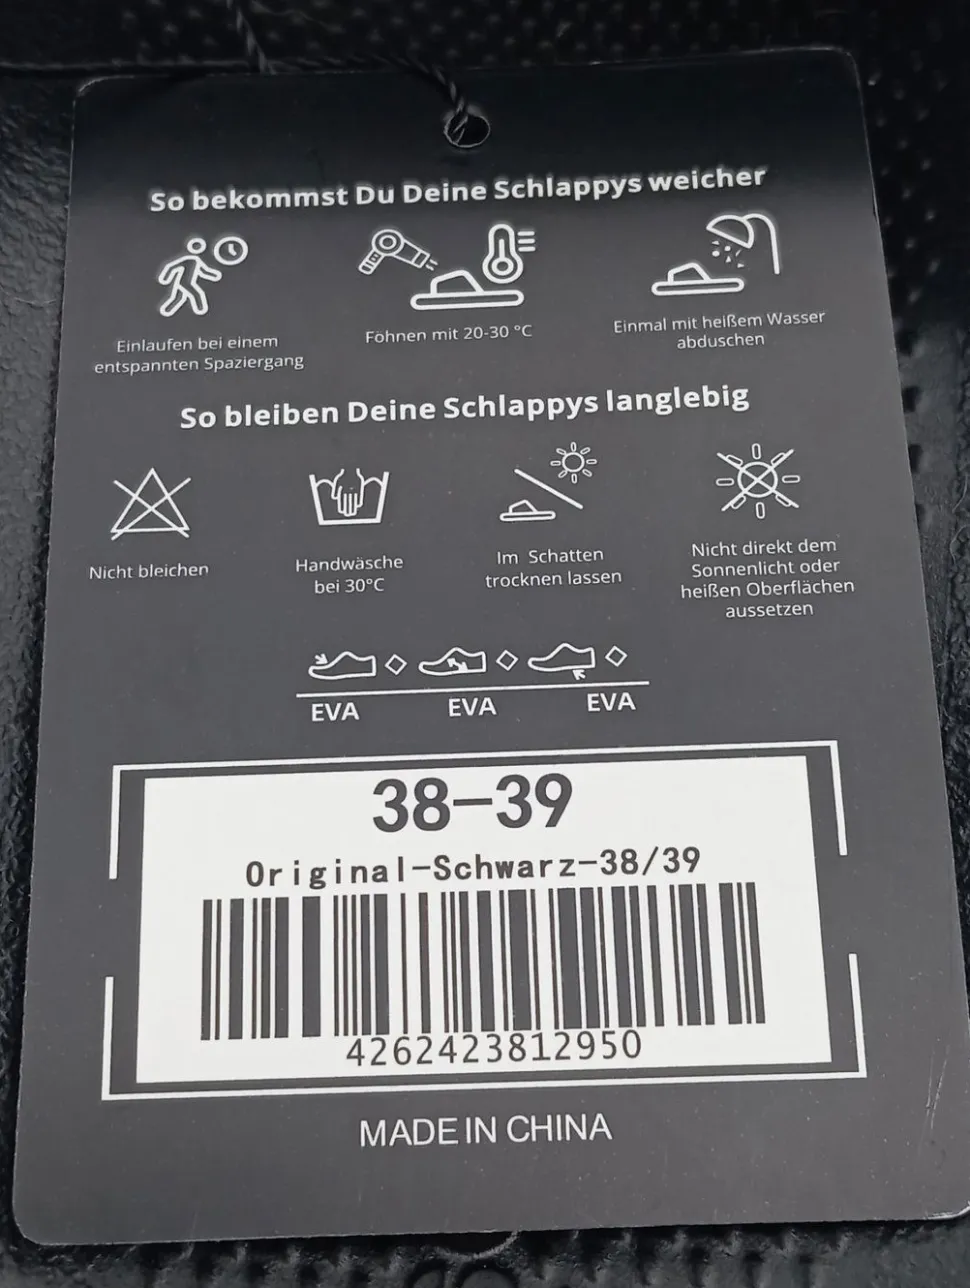 So bekommst Du Deine Schlappys weicher
Einlaufen bei einem
entspannten Spaziergang
Föhnen mit 20-30 °C
Einmal mit heißem Wasser
abduschen
So bleiben Deine Schlappys langlebig
Nicht bleichen
Handwäsche
bei 30°C
Im Schatten
trocknen lassen
Nicht direkt dem
Sonnenlicht oder
heißen Oberflächen
aussetzen
EVA EVA EVA
38-39
Original-Schwarz-38/39
4262423812950
MADE IN CHINA